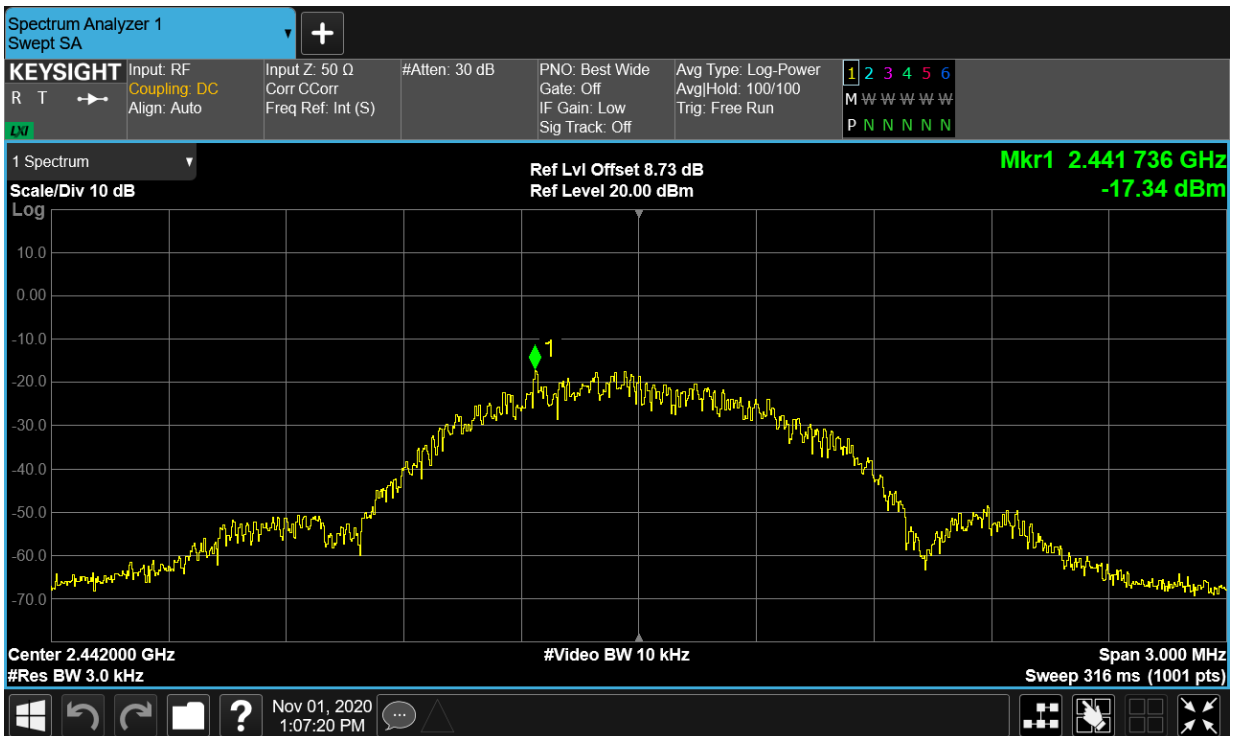 Spectrum Analyzer 1
Swept SA
KEYSIGHT
R T
LXI
Input: RF
Coupling: DC
Align: Auto
Input Z: 50 Ω
Corr CCorr
Freq Ref: Int (S)
#Atten: 30 dB
PNO: Best Wide
Gate: Off
IF Gain: Low
Sig Track: Off
Avg Type: Log-Power
Avg|Hold: 100/100
Trig: Free Run
1 2 3 4 5 6
M W W W W W
P N N N N N
1 Spectrum
Scale/Div 10 dB
Log
Ref Lvl Offset 8.73 dB
Ref Level 20.00 dBm
Mkr1 2.441 736 GHz
-17.34 dBm
10.0
0.00
-10.0
-20.0
-30.0
-40.0
-50.0
-60.0
-70.0
1
Center 2.442000 GHz
#Res BW 3.0 kHz
#Video BW 10 kHz
Span 3.000 MHz
Sweep 316 ms (1001 pts)
?
Nov 01, 2020
1:07:20 PM